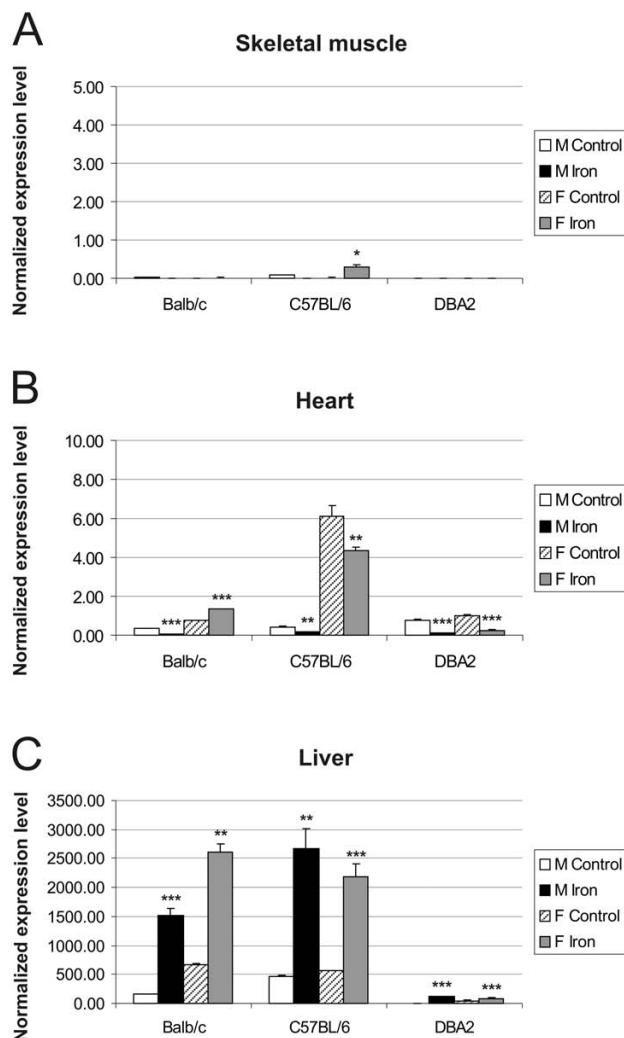 A
Skeletal muscle
Normalized expression level
5.00
4.00
3.00
2.00
1.00
0.00
*
Balb/c
C57BL/6
DBA2
M Control
M Iron
F Control
F Iron
B
Heart
Normalized expression level
10.00
8.00
6.00
4.00
2.00
0.00
***
***
**
**
***
***
Balb/c
C57BL/6
DBA2
M Control
M Iron
F Control
F Iron
C
Liver
Normalized expression level
3500.00
3000.00
2500.00
2000.00
1500.00
1000.00
500.00
0.00
***
**
**
***
***
***
Balb/c
C57BL/6
DBA2
M Control
M Iron
F Control
F Iron